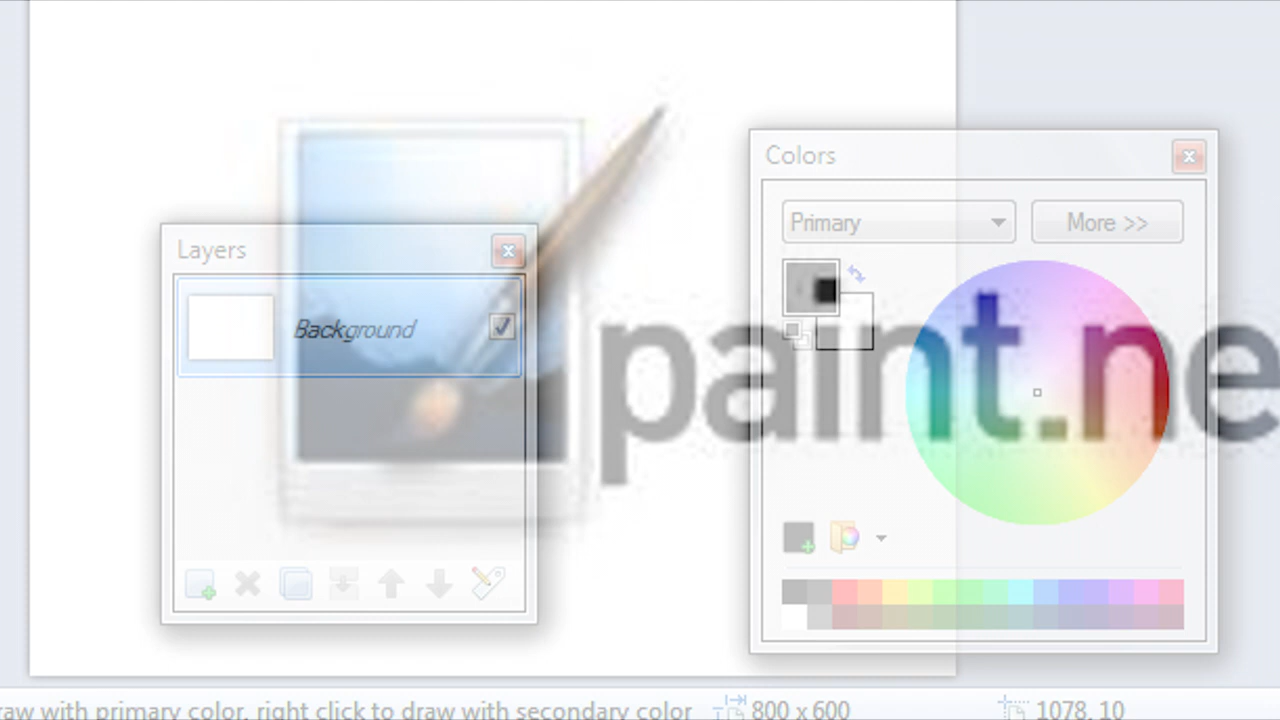 Colors
Primary
More >>
Layers
Background
paint.ne
raw with primary color, right click to draw with secondary color
800 x 600
1078, 10